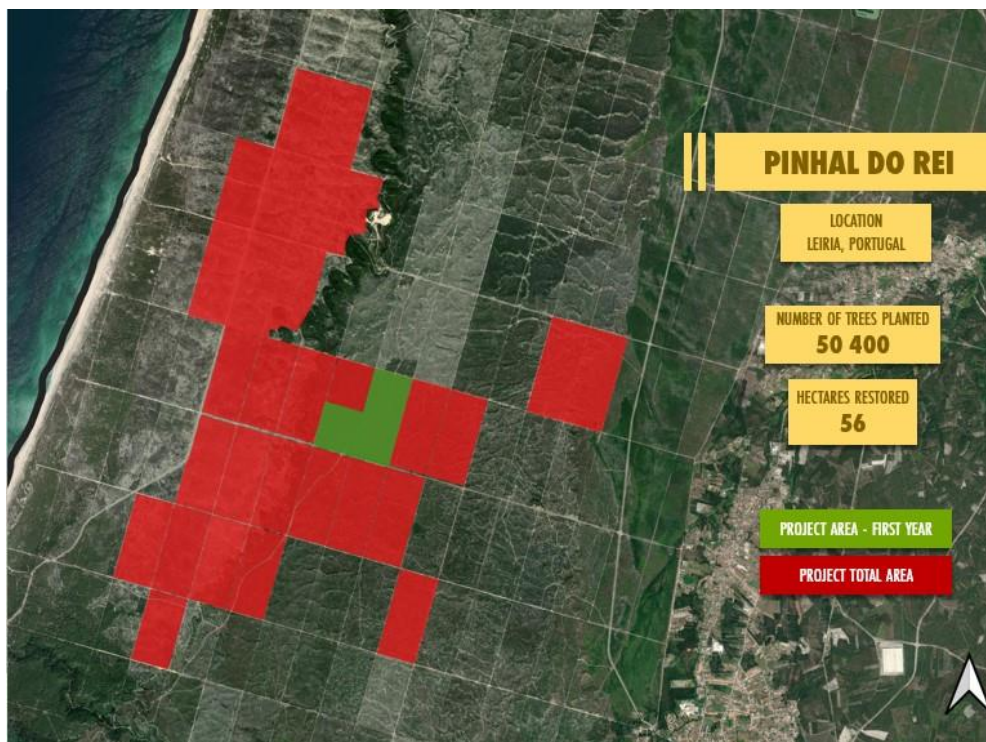 PINHAL DO REI
LOCATION
LEIRIA, PORTUGAL
NUMBER OF TREES PLANTED
50 400
HECTARES RESTORED
56
PROJECT AREA - FIRST YEAR
PROJECT TOTAL AREA